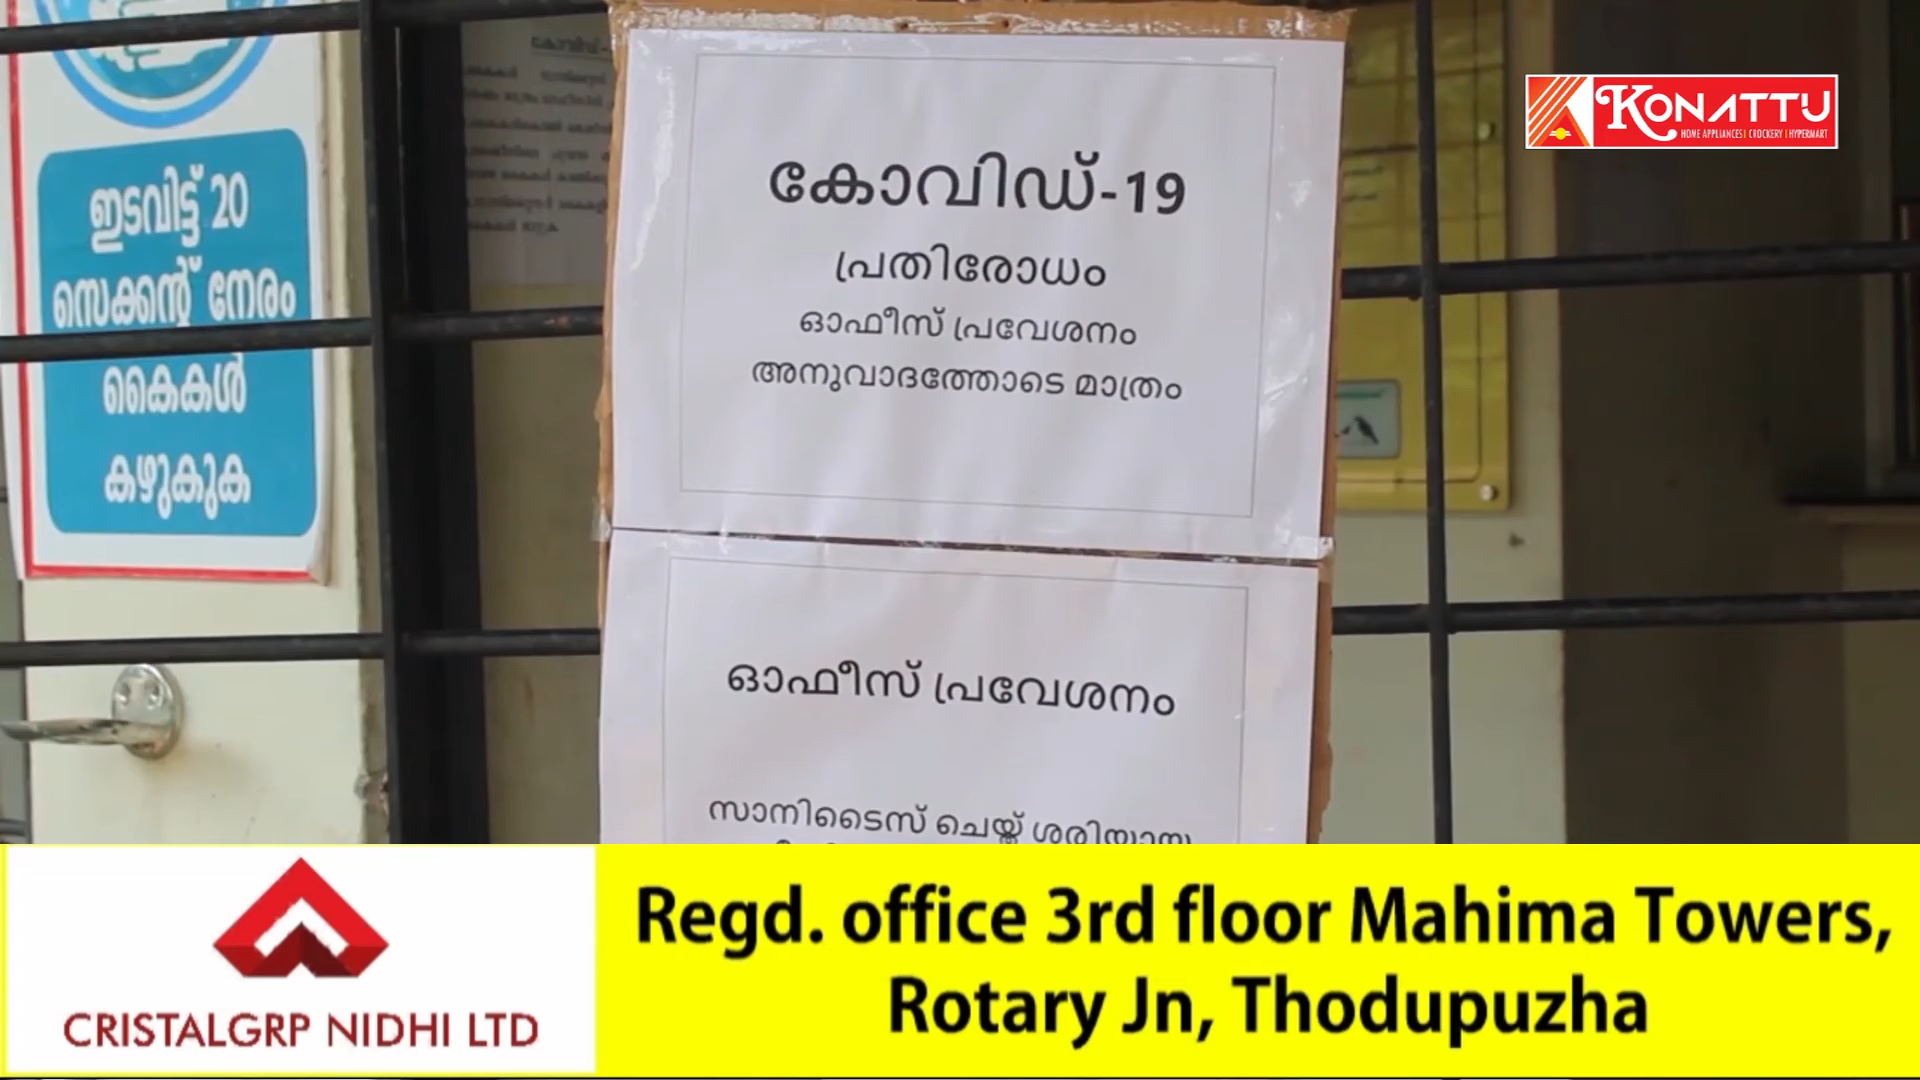 ഇടവിട്ട് 20
സെക്കന്റ് നേരം
കൈകൾ
കഴുകുക
കോവിഡ്-19
പ്രതിരോധം
ഓഫീസ് പ്രവേശനം
അനുവാദത്തോടെ മാത്രം
ഓഫീസ് പ്രവേശനം
സാനിടൈസ് ചെയ്ത് ശരിയായ
KONATTU
HOME APPLIANCES | CROCKERY | HYPERMART
CRISTALGRP NIDHI LTD
Regd. office 3rd floor Mahima Towers,
Rotary Jn, Thodupuzha